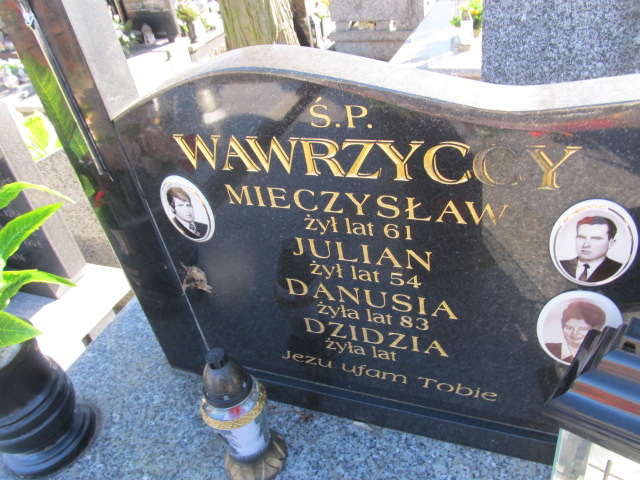 Ś.P.
WAWRZYCCY
MIECZYSŁAW
żył lat 61
JULIAN
żył lat 54
DANUSIA
żyła lat 83
DZIDZIA
żyła lat
Jezu ufam Tobie